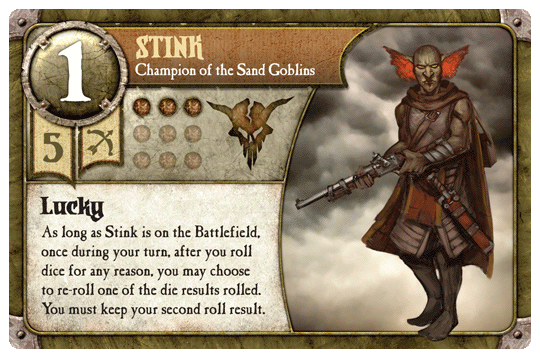 1
STINK
Champion of the Sand Goblins
5
Lucky
As long as Stink is on the Battlefield,
once during your turn, after you roll
dice for any reason, you may choose
to re-roll one of the die results rolled.
You must keep your second roll result.